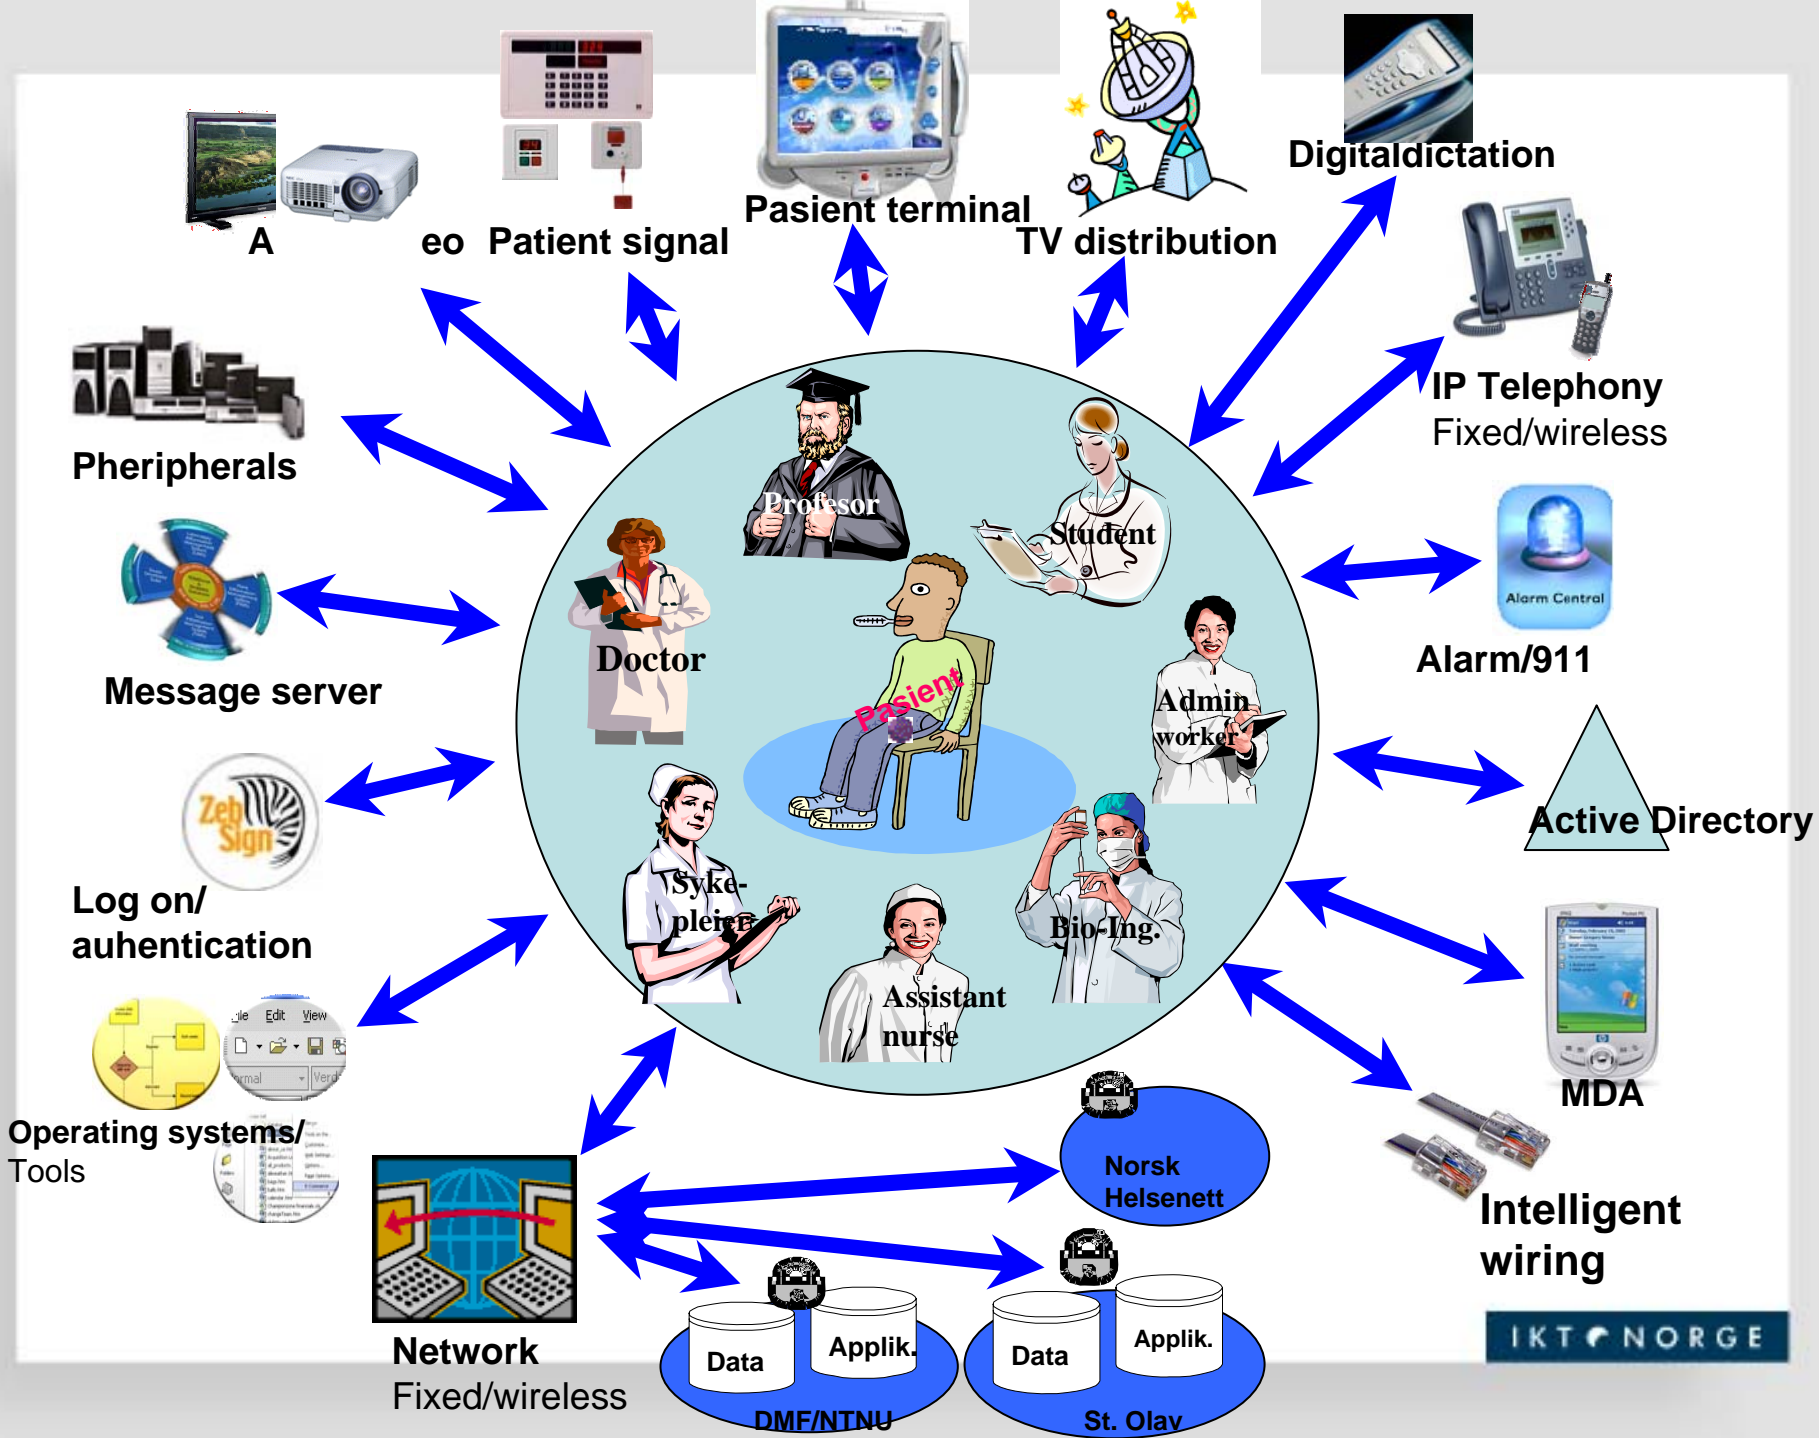 Digitaldictation
Pasient terminal
A eo
Patient signal
TV distribution
IP Telephony
Fixed/wireless
Pheripherals
Profesor
Student
Alarm Central
Doctor
Alarm/911
Message server
Pasient
Admin
worker
Zeb
Sign
Active Directory
Log on/
auhentication
Syke-
pleier
Bio-Ing.
Assistant
nurse
Edit View
MDA
Operating systems/
Tools
Norsk
Helsenett
Intelligent
wiring
Network
Fixed/wireless
Data
Applik.
DMF/NTNU
Data
Applik.
St. Olav
IKT NORGE